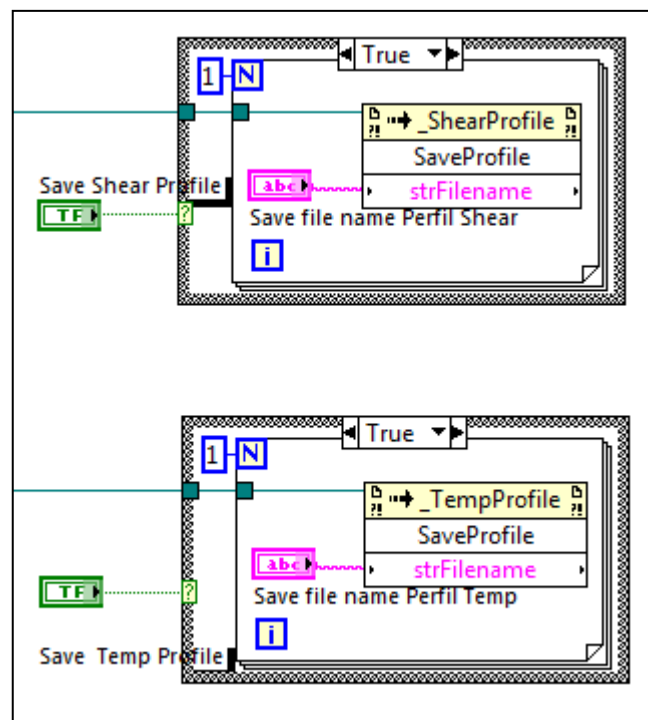 True
1 N
_ShearProfile
SaveProfile
Save Shear Profile
abc strFilename
TF ?
Save file name Perfil Shear
i
True
1 N
_TempProfile
SaveProfile
abc strFilename
TF ?
Save file name Perfil Temp
i
Save Temp Profile